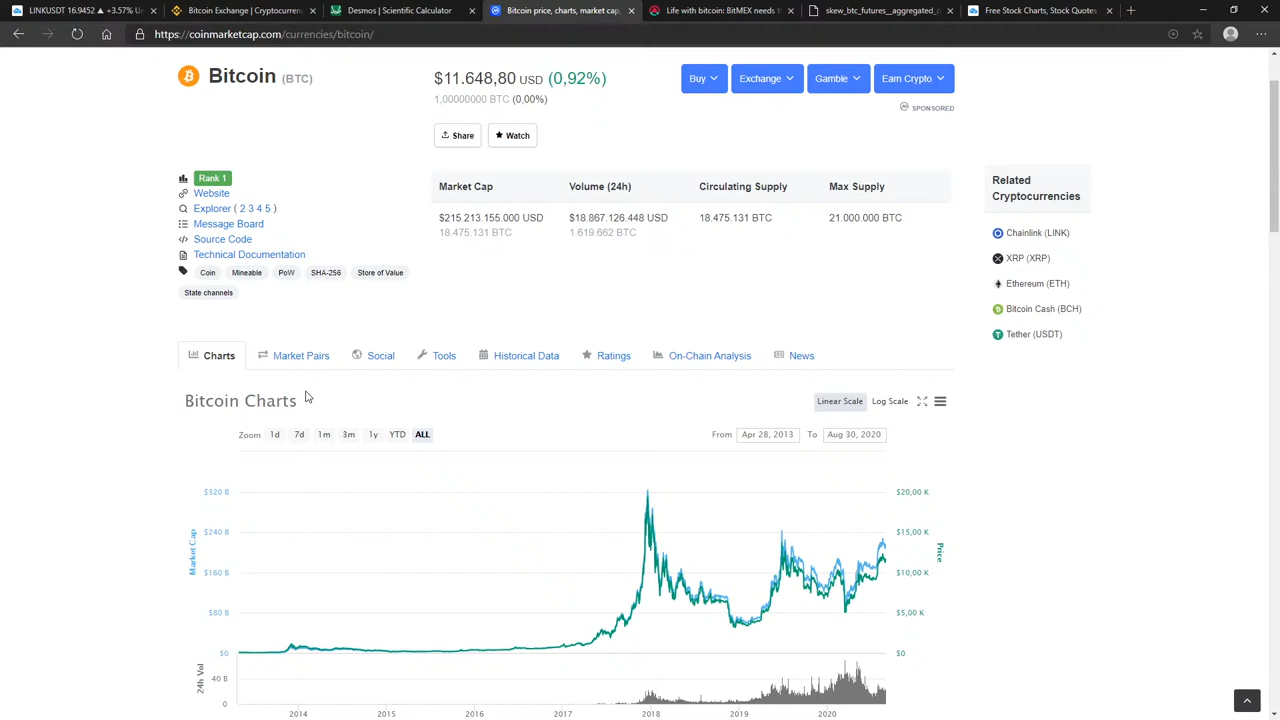 LINKUSDT 16.9452 ▲ +3.57% U
Bitcoin Exchange | Cryptocurren
Desmos | Scientific Calculator
Bitcoin price, charts, market cap
Life with bitcoin: BitMEX needs t
skew_btc_futures__aggregated_o
Free Stock Charts, Stock Quotes
https://coinmarketcap.com/currencies/bitcoin/
Bitcoin (BTC)
$11.648,80 USD (0,92%)
1,00000000 BTC (0,00%)
Buy
Exchange
Gamble
Earn Crypto
SPONSORED
Share
Watch
Rank 1
Website
Explorer ( 2 3 4 5 )
Message Board
Source Code
Technical Documentation
Coin
Mineable
PoW
SHA-256
Store of Value
State channels
Market Cap
Volume (24h)
Circulating Supply
Max Supply
$215.213.155.000 USD
$18.867.126.448 USD
18.475.131 BTC
21.000.000 BTC
18.475.131 BTC
1.619,662 BTC
Related
Cryptocurrencies
Chainlink (LINK)
XRP (XRP)
Ethereum (ETH)
Bitcoin Cash (BCH)
Tether (USDT)
Charts
Market Pairs
Social
Tools
Historical Data
Ratings
On-Chain Analysis
News
Bitcoin Charts
Linear Scale
Log Scale
Zoom 1d 7d 1m 3m 1y YTD ALL
From Apr 28, 2013 To Aug 30, 2020
$320 B
$240 B
$160 B
$80 B
$0
Market Cap
$20,00 K
$15,00 K
$10,00 K
$5,00 K
$0
Price
24h Vol
40 B
0
2014 2015 2016 2017 2018 2019 2020